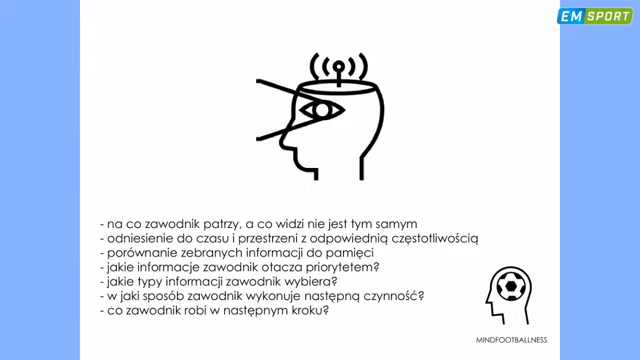 EM SPORT
- na co zawodnik patrzy, a co widzi nie jest tym samym
- odniesienie do czasu i przestrzeni z odpowiednią częstotliwością
- porównanie zebranych informacji do pamięci
- jakie informacje zawodnik otacza priorytetem?
- jakie typy informacji zawodnik wybiera?
- w jaki sposób zawodnik wykonuje następną czynność?
- co zawodnik robi w następnym kroku?
MINDFOOTBALLNESS